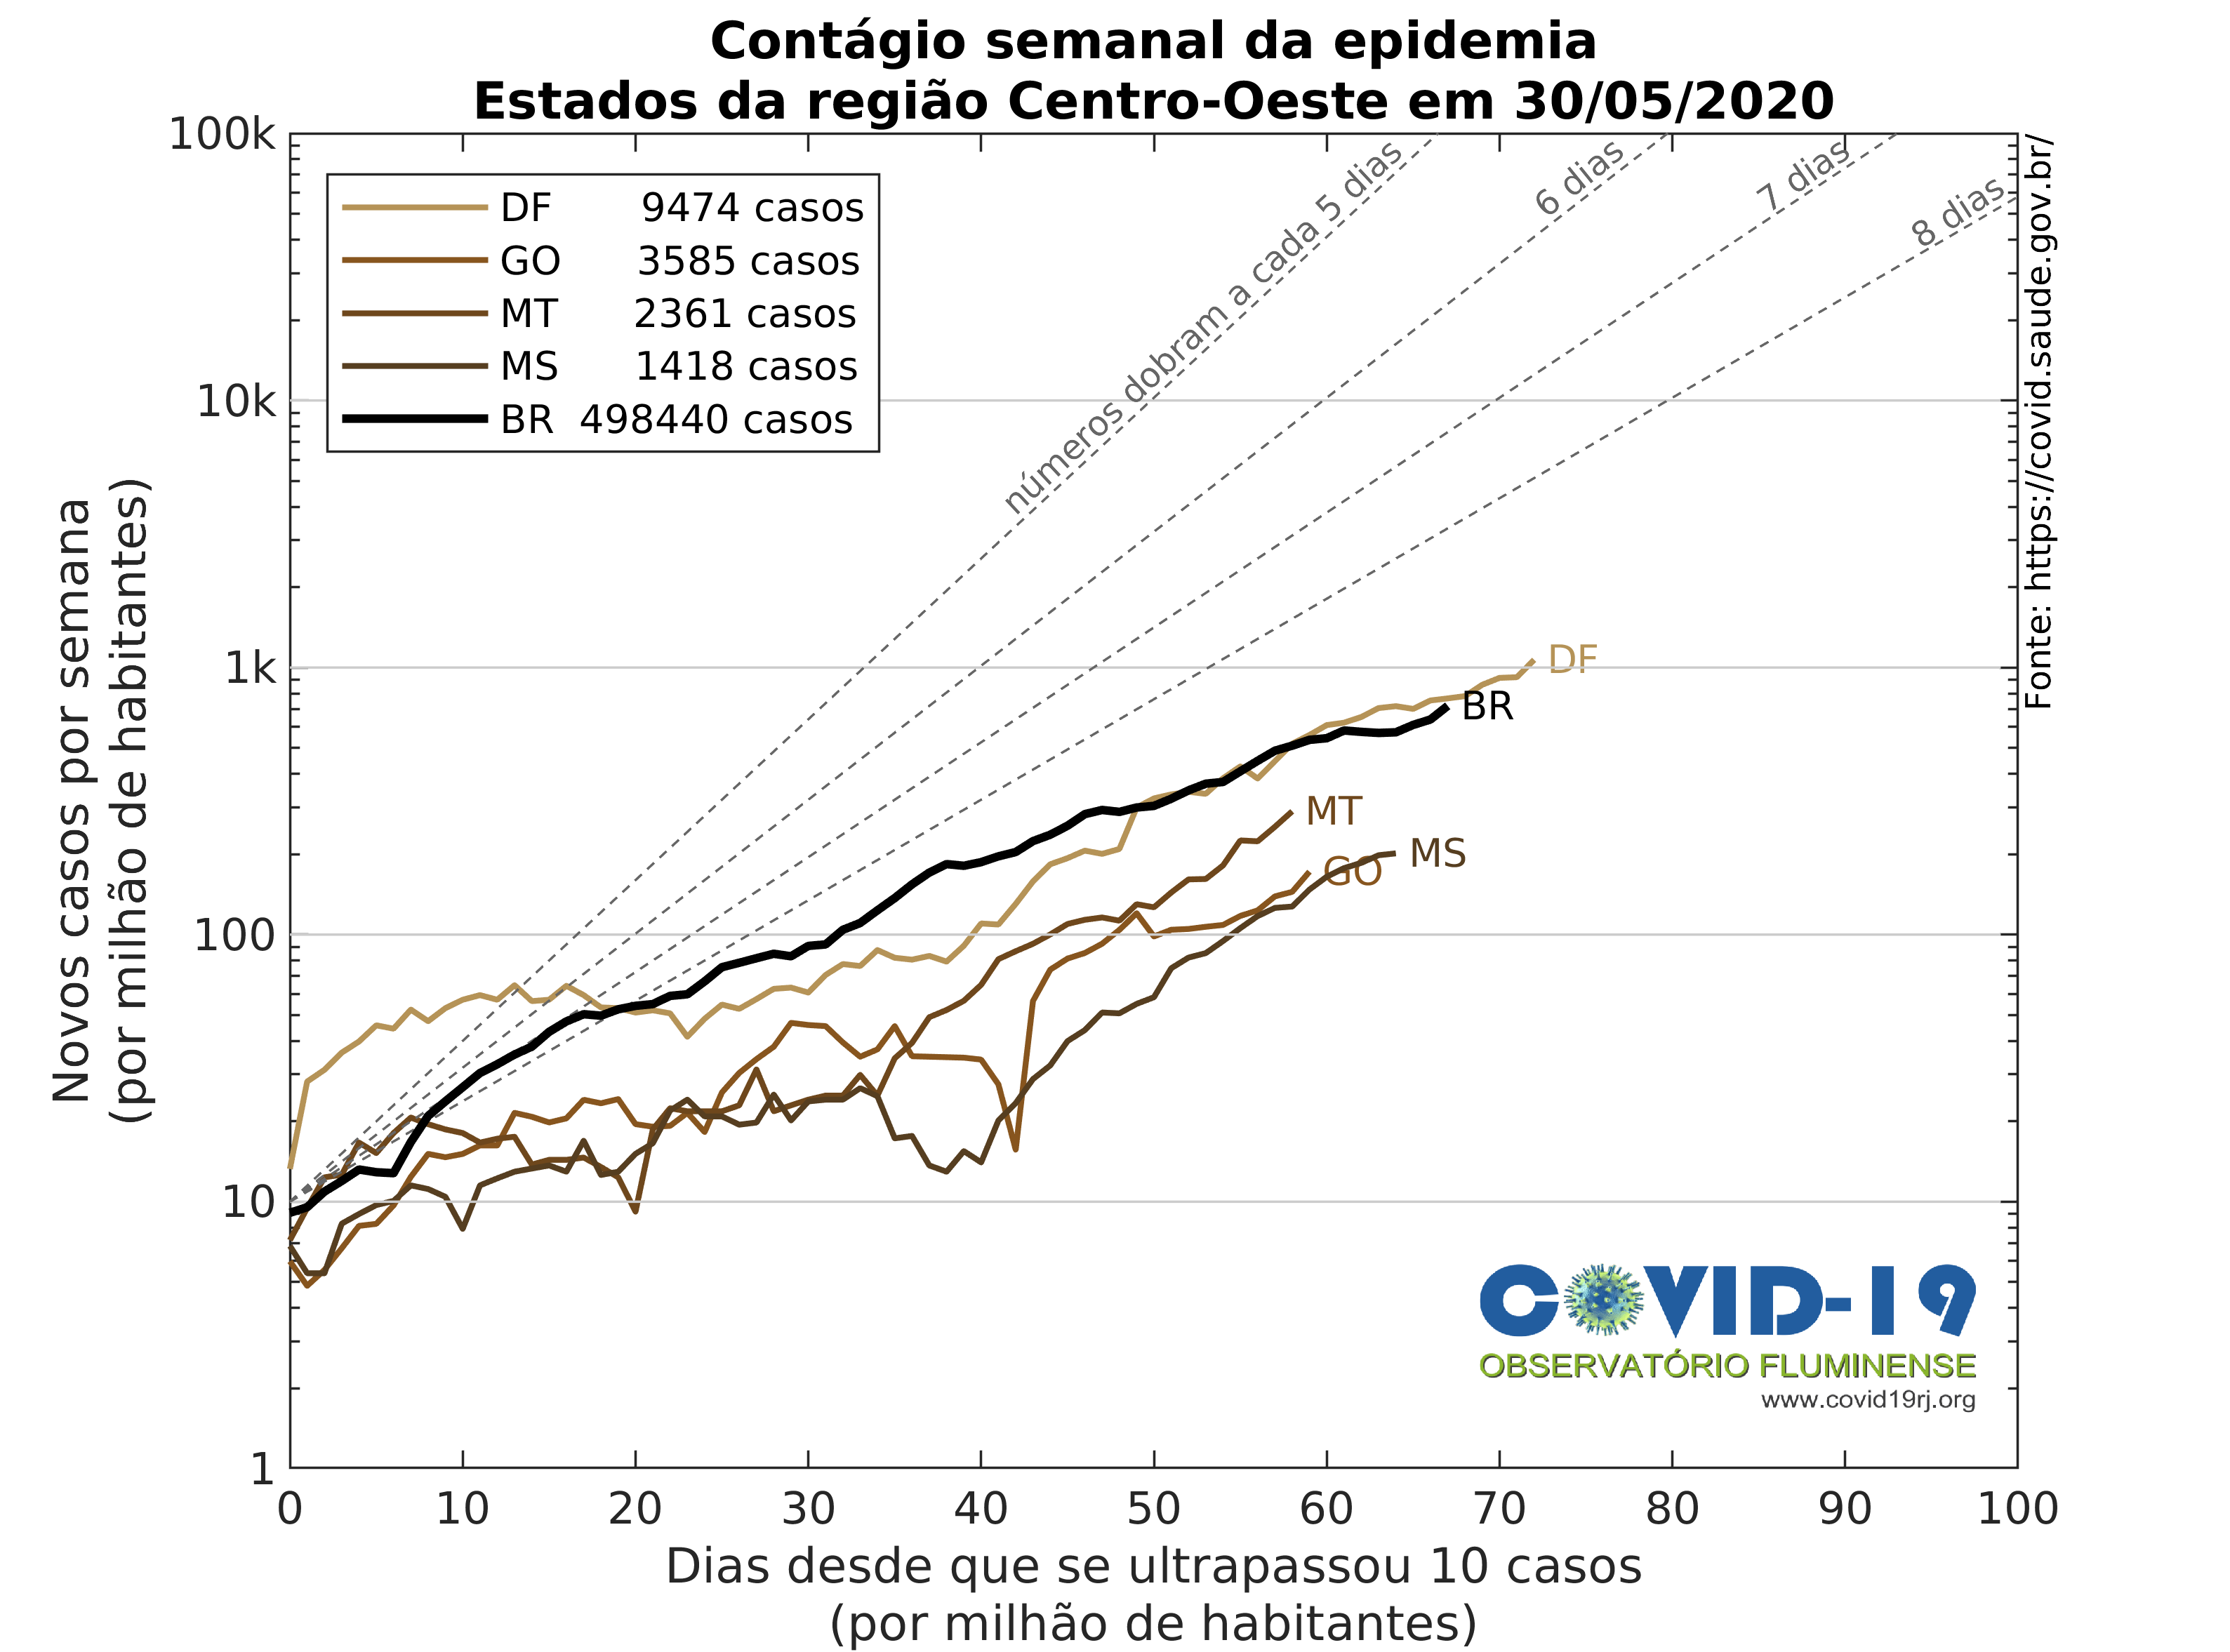 Contágio semanal da epidemia
Estados da região Centro-Oeste em 30/05/2020
100k
10k
1k
100
10
1
Novos casos por semana
(por milhão de habitantes)
DF 9474 casos
GO 3585 casos
MT 2361 casos
MS 1418 casos
BR 498440 casos
números dobram a cada 5 dias
6 dias
7 dias
8 dias
Fonte: https://covid.saude.gov.br/
DF
BR
MT
MS
GO
COVID-19
OBSERVATÓRIO FLUMINENSE
www.covid19rj.org
0 10 20 30 40 50 60 70 80 90 100
Dias desde que se ultrapassou 10 casos
(por milhão de habitantes)